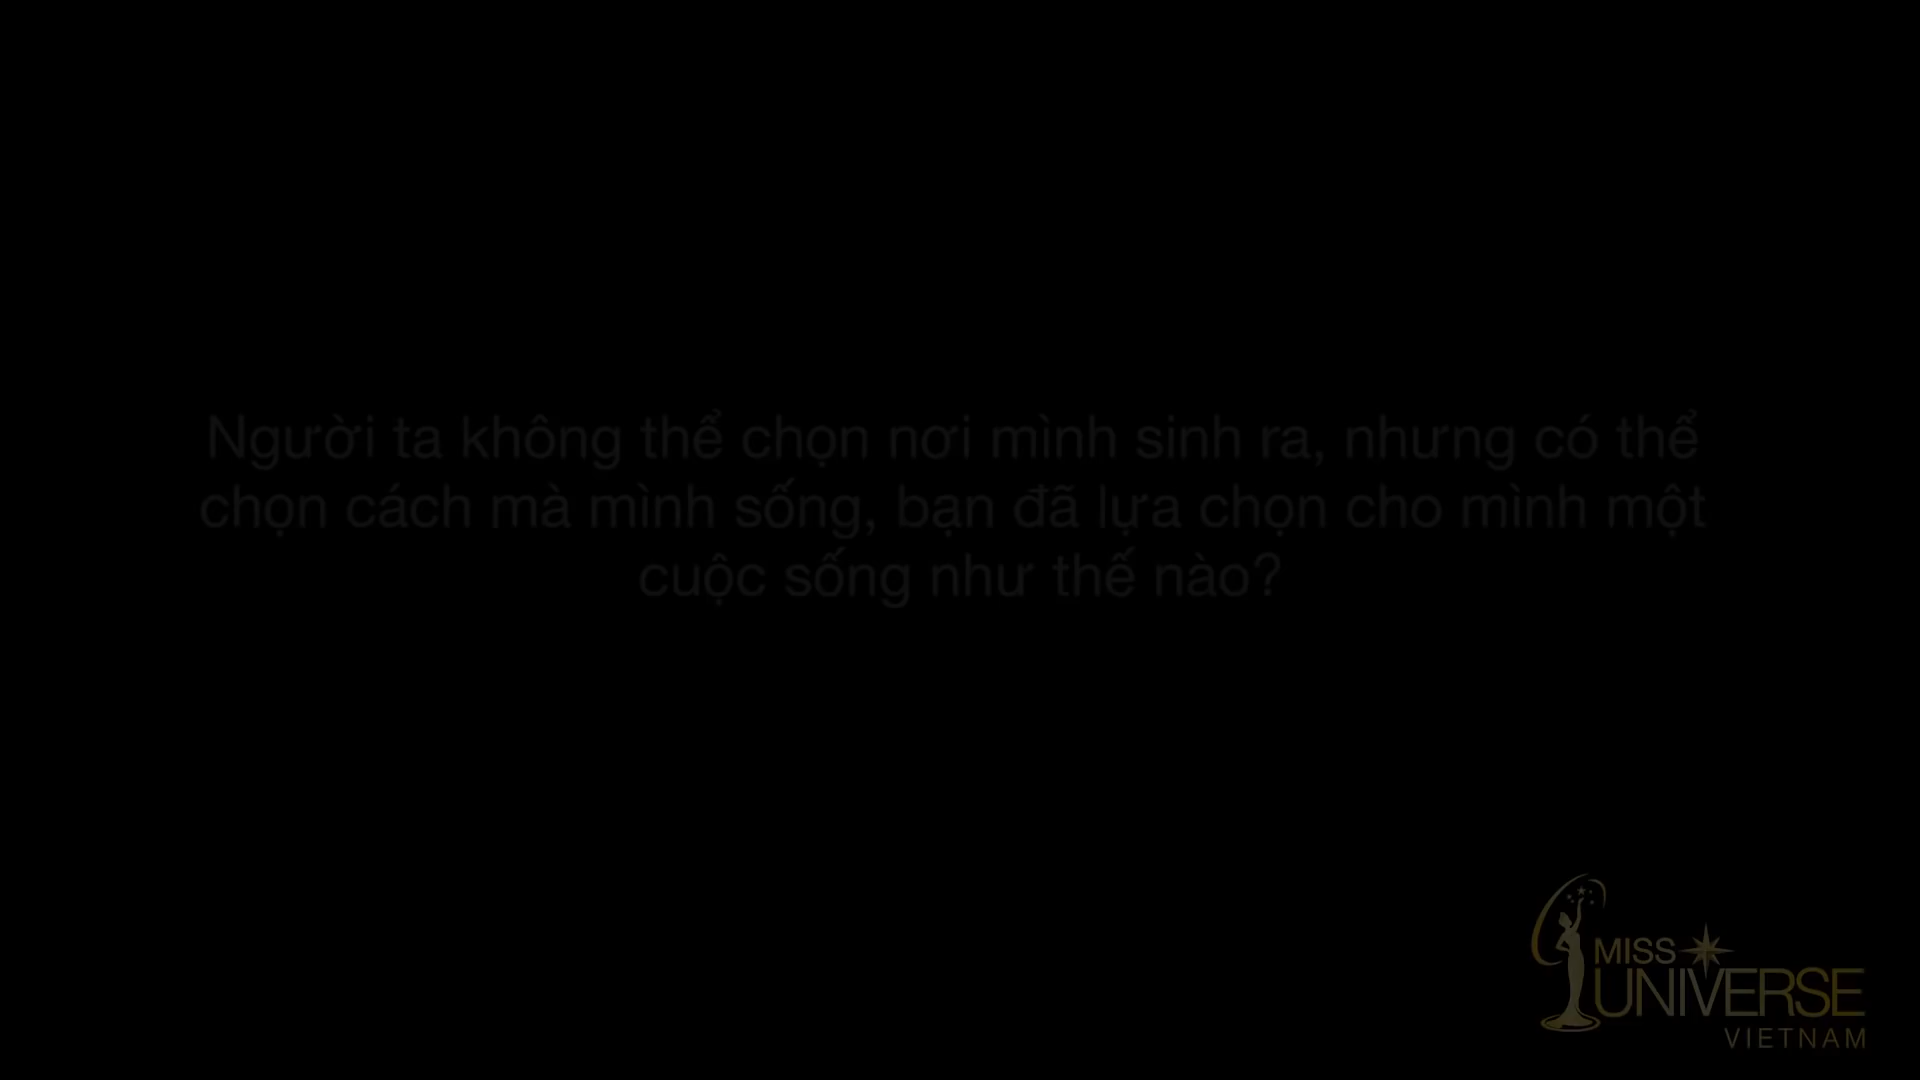 Người ta không thể chọn nơi mình sinh ra, nhưng có thể
chọn cách mà mình sống, bạn đã lựa chọn cho mình một
cuộc sống như thế nào?
MISS
UNIVERSE
VIETNAM